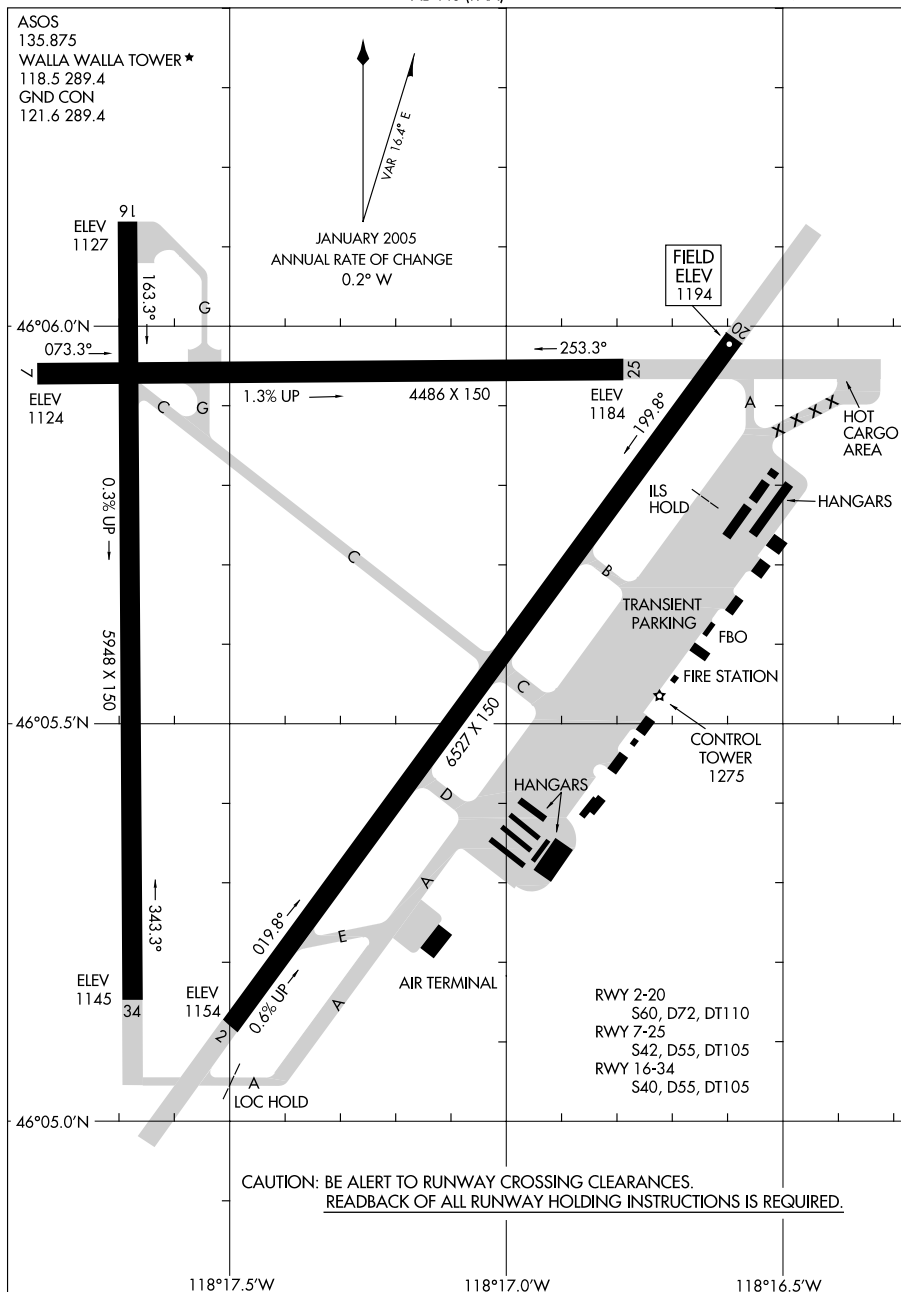 ASOS
135.875
WALLA WALLA TOWER
118.5 289.4
GND CON
121.6 289.4
VAR 16.4° E
JANUARY 2005
ANNUAL RATE OF CHANGE
0.2° W
16
ELEV
1127
163.3°
G
FIELD
ELEV
1194
20
46°06.0'N
073.3°
253.3°
7
25
ELEV
1124
1.3% UP
4486 X 150
ELEV
1184
C
G
A
X X X X
HOT
CARGO
AREA
199.8°
ILS
HOLD
HANGARS
0.3% UP
C
B
TRANSIENT
PARKING
FBO
FIRE STATION
5948 X 150
C
6527 X 150
46°05.5'N
CONTROL
TOWER
1275
D
HANGARS
A
343.3°
019.8°
E
AIR TERMINAL
ELEV
1145
34
ELEV
1154
0.6% UP
A
2
A
LOC HOLD
RWY 2-20
S60, D72, DT110
RWY 7-25
S42, D55, DT105
RWY 16-34
S40, D55, DT105
46°05.0'N
CAUTION: BE ALERT TO RUNWAY CROSSING CLEARANCES.
READBACK OF ALL RUNWAY HOLDING INSTRUCTIONS IS REQUIRED.
118°17.5'W
118°17.0'W
118°16.5'W